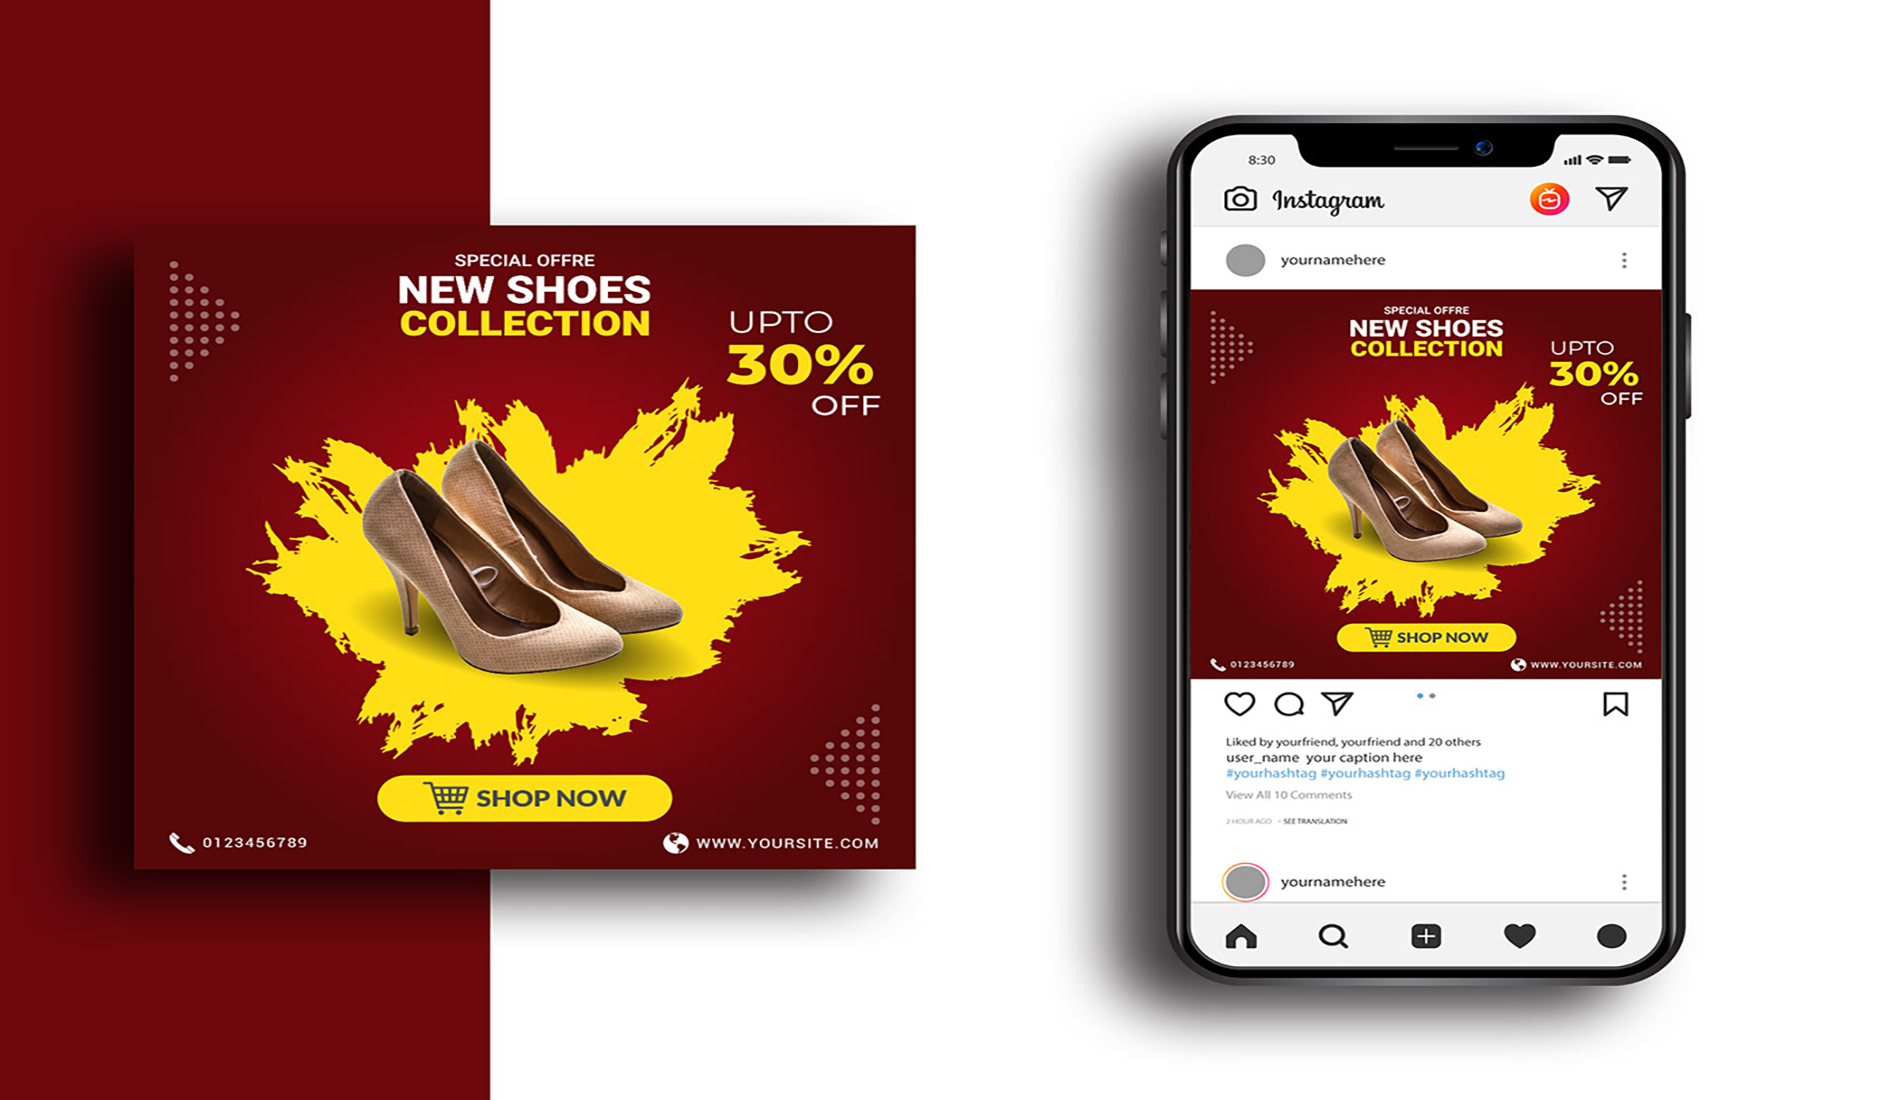 SPECIAL OFFRE
NEW SHOES
COLLECTION
UPTO
30%
OFF
SHOP NOW
0123456789
WWW.YOURSITE.COM
8:30
Instagram
yournamehere
SPECIAL OFFRE
NEW SHOES
COLLECTION
UPTO
30%
OFF
SHOP NOW
0123456789
WWW.YOURSITE.COM
Liked by yourfriend, yourfriend and 20 others
user_name your caption here
#yourhashtag #yourhashtag #yourhashtag
View All 10 Comments
2 HOUR AGO • SEE TRANSLATION
yournamehere